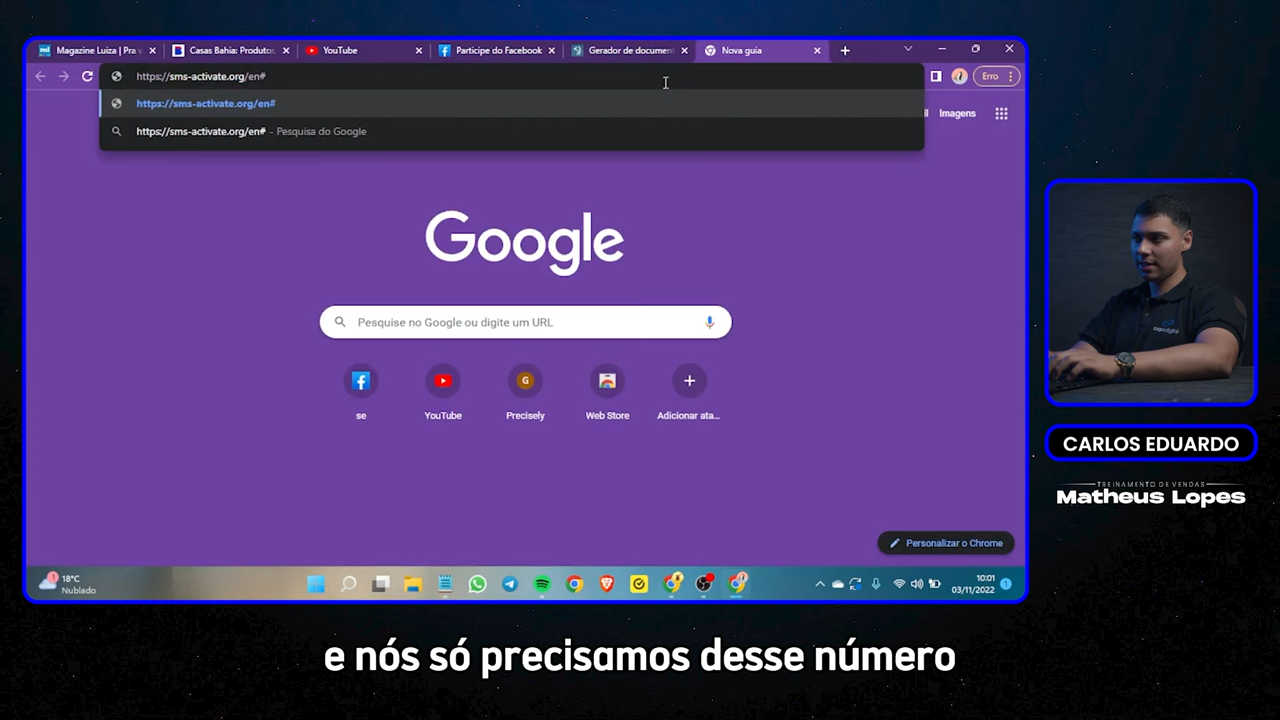 Magazine Luiza | Pra v
Casas Bahia: Produtos
YouTube
Participe do Facebook
Gerador de document
Nova guia
https://sms-activate.org/en#
Erro
https://sms-activate.org/en#
https://sms-activate.org/en# - Pesquisa do Google
il
Imagens
Google
Pesquise no Google ou digite um URL
G
se
YouTube
Precisely
Web Store
Adicionar ata...
Personalizar o Chrome
18°C
Nublado
10:01
03/11/2022
CARLOS EDUARDO
TREINAMENTO DE VENDAS
Matheus Lopes
e nós só precisamos desse número